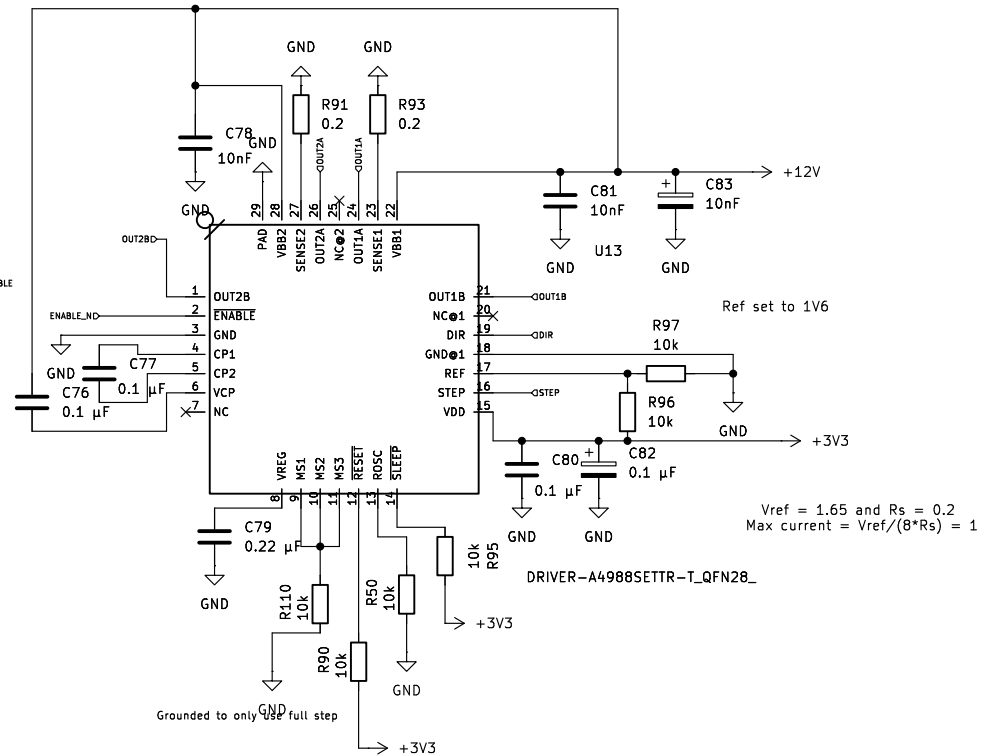 GND
GND
R91
0.2
R93
0.2
C78
10nF
GND
GND
OUT2A
OUT1A
+12V
C81
10nF
C83
10nF
+
GND
GND
U13
29
28
27
26
25
24
23
22
PAD
VBB2
SENSE2
OUT2A
NC@2
OUT1A
SENSE1
VBB1
OUT2B
BLE
1 OUT2B
ENABLE_N
2 ENABLE
3 GND
4 CP1
5 CP2
6 VCP
7 NC
GND
C77
0.1 µF
C76
0.1 µF
OUT1B 21
OUT1B
NC@1 20
DIR 19
DIR
GND@1 18
REF 17
STEP 16
STEP
VDD 15
Ref set to 1V6
R97
10k
R96
10k
GND
+3V3
C80
0.1 µF
+
C82
0.1 µF
GND
GND
VREG
MS1
MS2
MS3
RESET
ROSC
SLEEP
8
9
10
11
12
13
14
C79
0.22 µF
GND
Vref = 1.65 and Rs = 0.2
Max current = Vref/(8*Rs) = 1
DRIVER-A4988SETTR-T_QFN28_
R110
10k
R50
10k
10k
R95
+3V3
R90
10k
GND
GND
Grounded to only use full step
+3V3